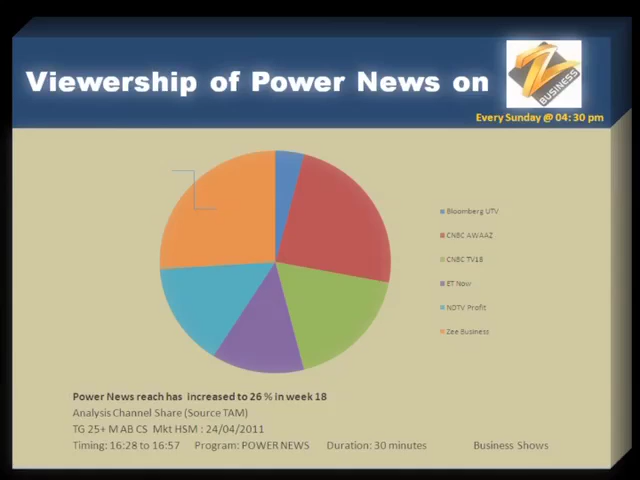 Viewership of Power News on
Z
BUSINESS
Every Sunday @ 04: 30 pm
Bloomberg UTV
CNBC AWAAZ
CNBC TV18
ET Now
NDTV Profit
Zee Business
Power News reach has increased to 26 % in week 18
Analysis Channel Share (Source TAM)
TG 25+ M AB CS Mkt HSM : 24/04/2011
Timing: 16:28 to 16:57 Program: POWER NEWS Duration: 30 minutes Business Shows